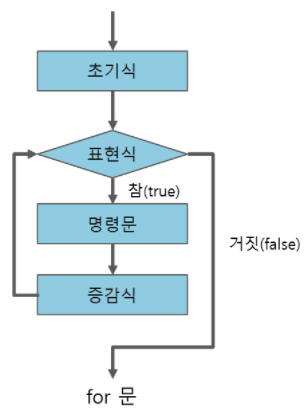 초기식
표현식
참(true)
명령문
거짓(false)
증감식
for 문